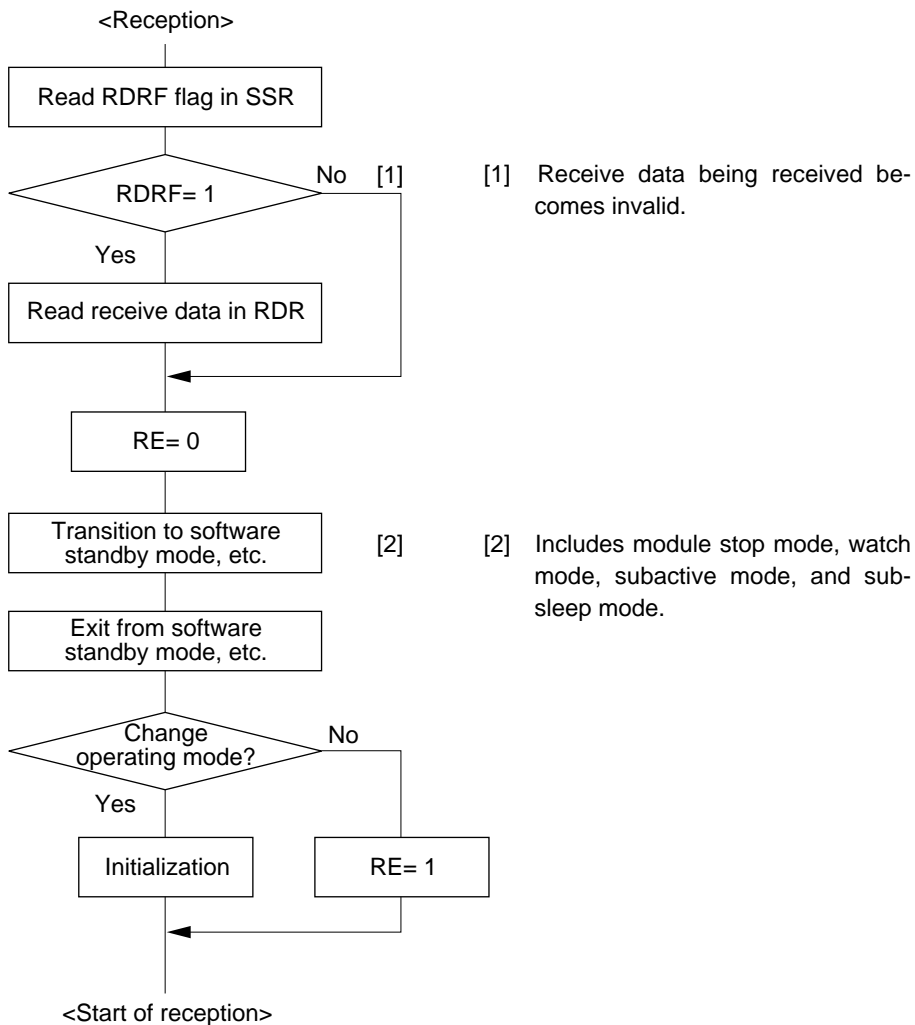 <Reception>
Read RDRF flag in SSR
RDRF= 1
No [1]
[1] Receive data being received be-
comes invalid.
Yes
Read receive data in RDR
RE= 0
Transition to software
standby mode, etc.
[2]
[2] Includes module stop mode, watch
mode, subactive mode, and sub-
sleep mode.
Exit from software
standby mode, etc.
Change
operating mode?
No
Yes
Initialization
RE= 1
<Start of reception>